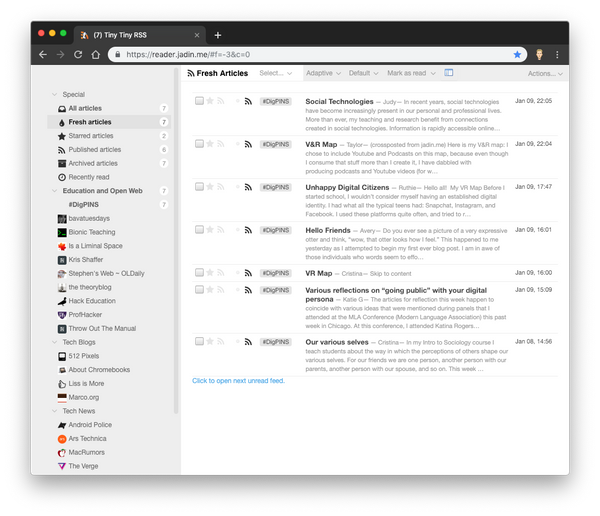 (7) Tiny Tiny RSS
https://reader.jadin.me/#f=-3&c=0
Special
All articles 7
Fresh articles 7
Starred articles 2
Published articles 6
Archived articles 7
Recently read
Education and Open Web 7
#DigPINS 7
bavatuesdays
Bionic Teaching
Is a Liminal Space
Kris Shaffer
Stephen's Web ~ OLDaily
the theoryblog
Hack Education
ProfHacker
Throw Out The Manual
Tech Blogs
512 Pixels
About Chromebooks
Liss is More
Marco.org
Tech News
Android Police
Ars Technica
MacRumors
The Verge
Fresh Articles Select... Adaptive Default Mark as read Actions...
#DigPINS Social Technologies — Judy— In recent years, social technologies Jan 09, 22:05
have become increasingly present in our personal and professional lives.
More than ever, my teaching and research benefit from connections
created in social technologies. Information is rapidly accessible online…
#DigPINS V&R Map — Taylor— (crossposted from jadin.me) Here is my V&R map: I Jan 09, 22:04
chose to include Youtube and Podcasts on this map, because even though
I consume that stuff more than I create it, I have dabbled with
producing podcasts and Youtube videos (for w…
#DigPINS Unhappy Digital Citizens — Ruthie— Hello all! My VR Map Before I Jan 09, 17:47
started school, I wouldn't consider myself having an established digital
identity. I had what all the typical teens had: Snapchat, Instagram, and
Facebook. I used these platforms quite often, and tried to r…
#DigPINS Hello Friends — Avery— Do you ever see a picture of a very expressive Jan 09, 16:01
otter and think, "wow, that otter looks how I feel." This happened to me
yesterday as I attempted to begin my first ever blog post. I am in awe of
those individuals who words seem to effo…
#DigPINS VR Map — Cristina— Skip to content Jan 09, 16:00
#DigPINS Various reflections on "going public" with your digital Jan 09, 15:09
persona — Katie G— The articles for reflection this week happen to
coincide with various ideas that were mentioned during panels that I
attended at the MLA Conference (Modern Language Association) this past
week in Chicago. At this conference, I attended Katina Rogers…
#DigPINS Our various selves — Cristina— In my Intro to Sociology course I Jan 08, 14:56
teach students about the way in which the perceptions of others shape our
various selves. For our friends we are one person, another person with our
parents, another person with our spouse, and so on. This week …
Click to open next unread feed.